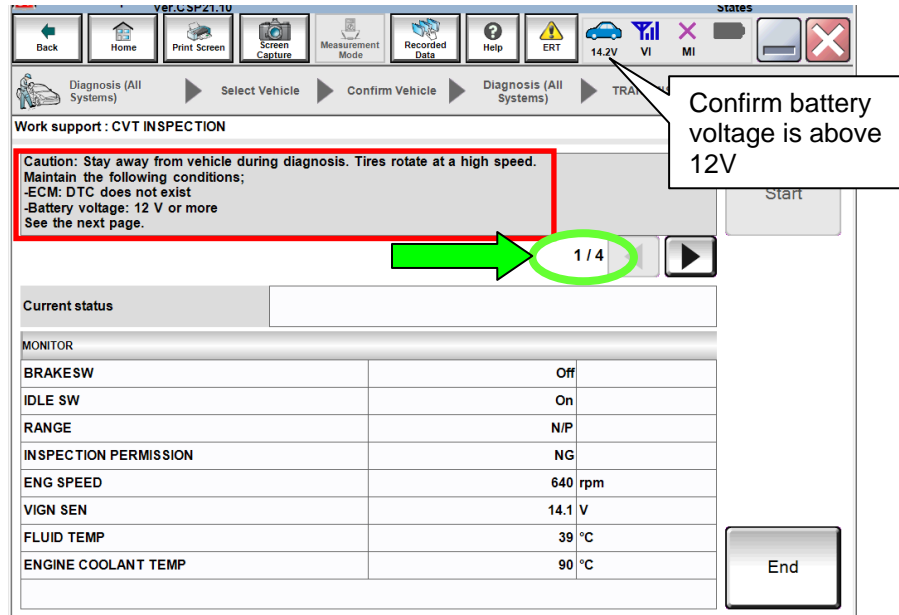 Ver.CSP21.10
States
Back
Home
Print Screen
Screen
Capture
Measurement
Mode
Recorded
Data
Help
ERT
14.2V
VI
MI
Diagnosis (All
Systems)
Select Vehicle
Confirm Vehicle
Diagnosis (All
Systems)
Confirm battery
voltage is above
12V
Work support : CVT INSPECTION
Caution: Stay away from vehicle during diagnosis. Tires rotate at a high speed.
Maintain the following conditions;
-ECM: DTC does not exist
-Battery voltage: 12 V or more
See the next page.
Start
1 / 4
Current status
MONITOR
BRAKESW Off
IDLE SW On
RANGE N/P
INSPECTION PERMISSION NG
ENG SPEED 640 rpm
VIGN SEN 14.1 V
FLUID TEMP 39 °C
ENGINE COOLANT TEMP 90 °C
End